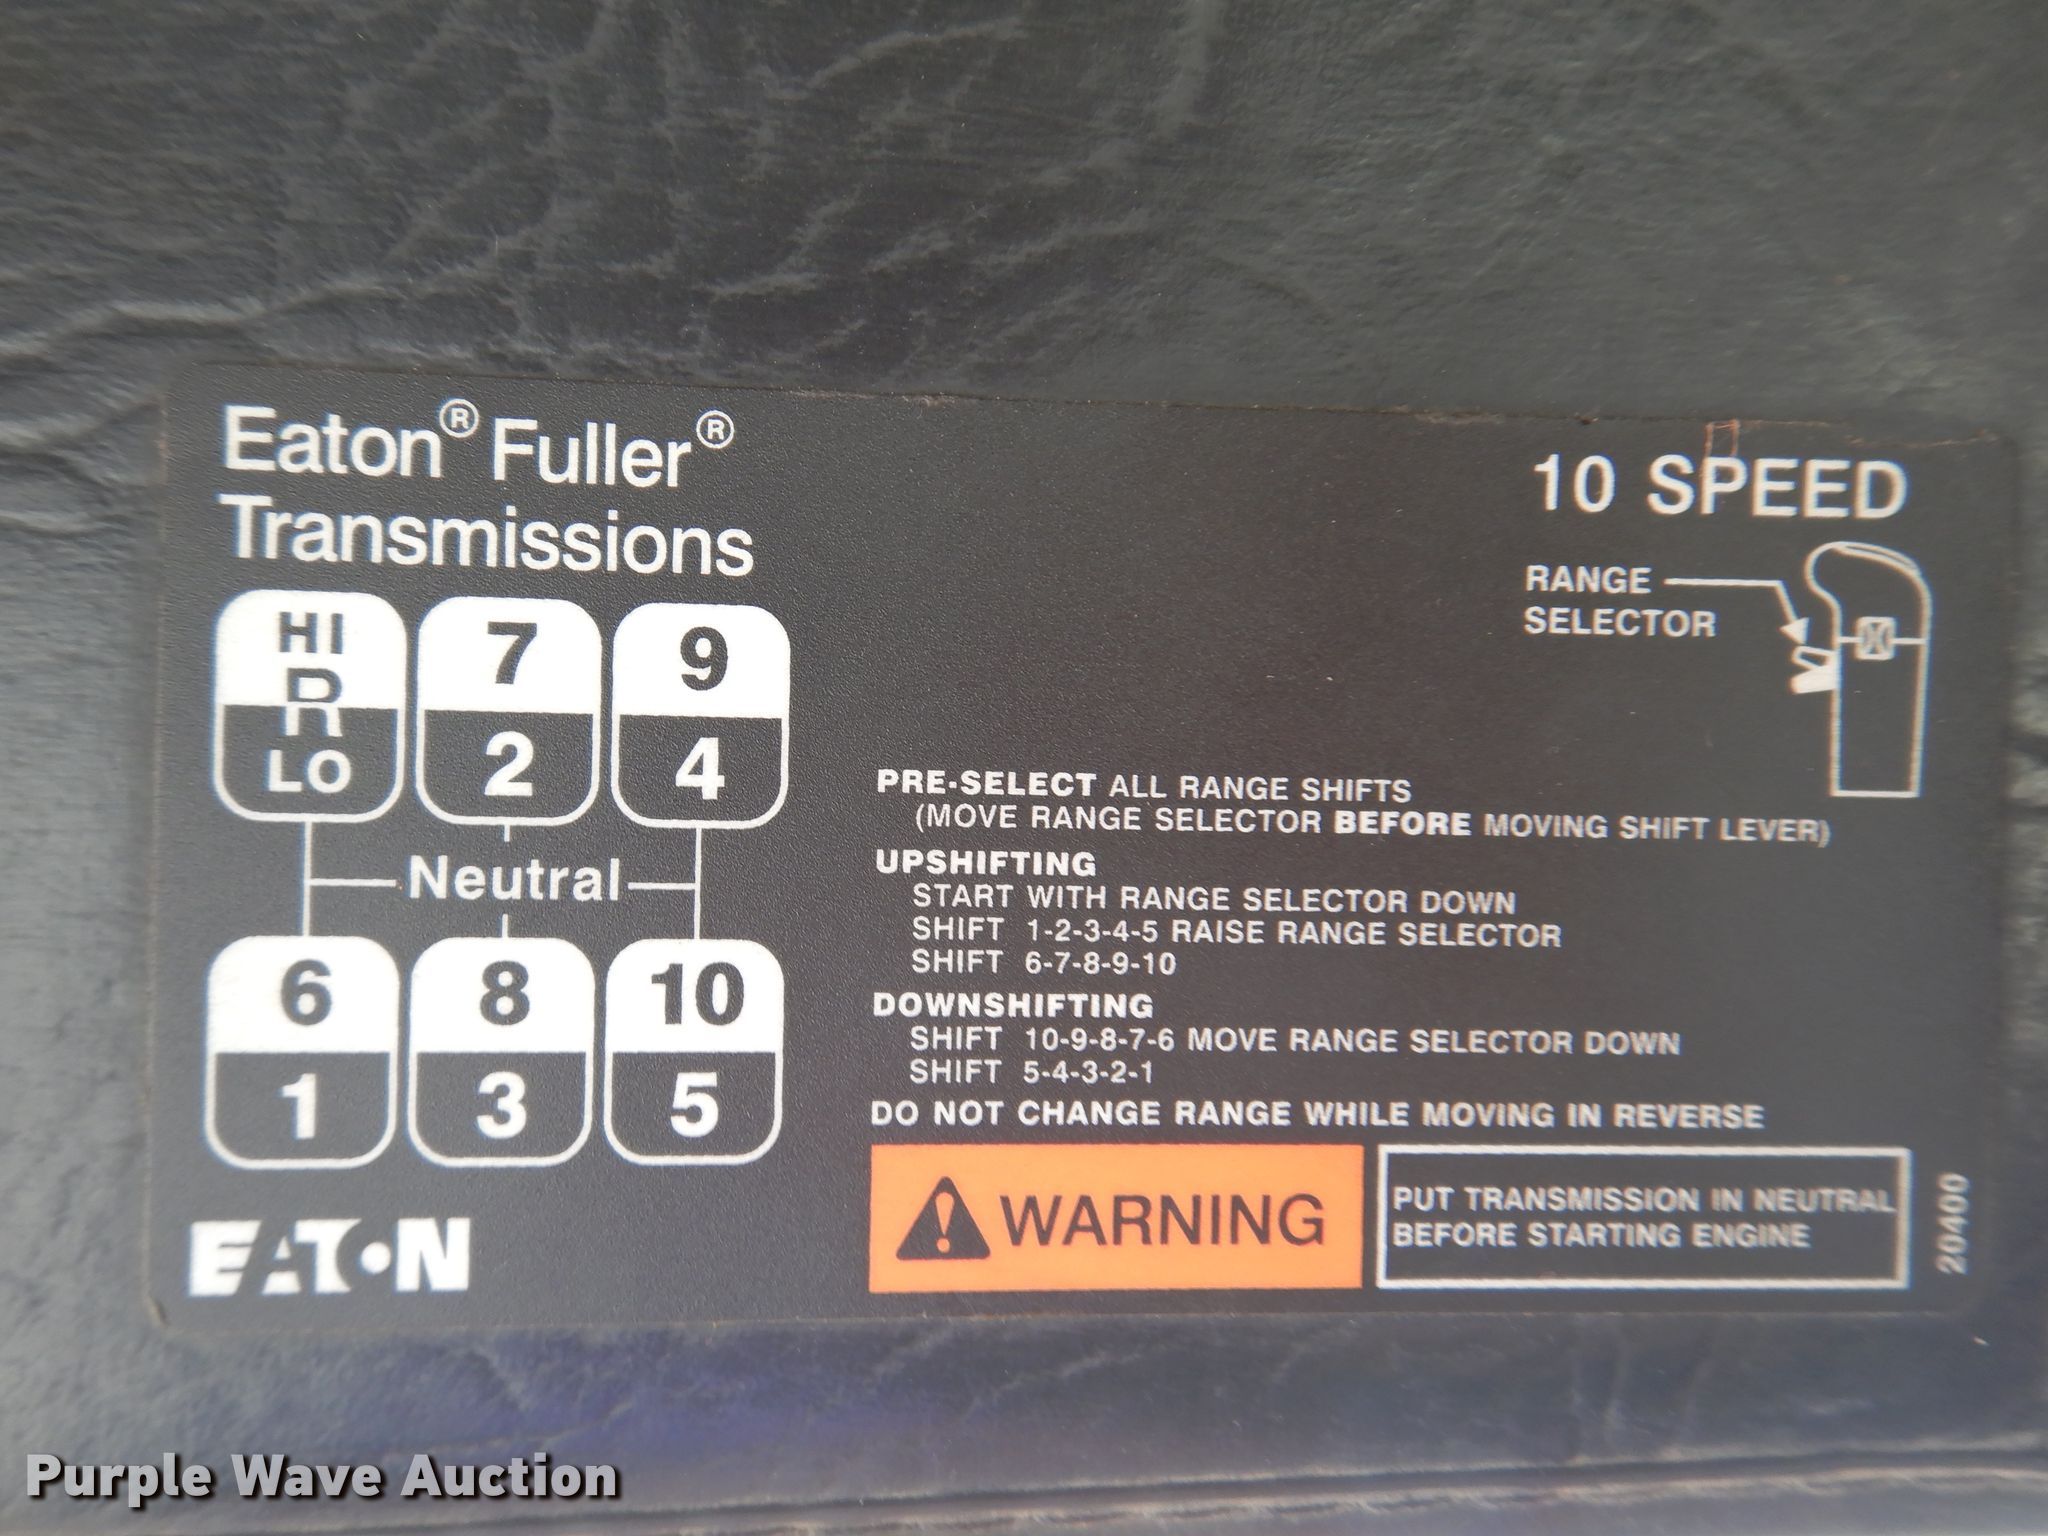 Eaton® Fuller®
Transmissions
10 SPEED
RANGE
SELECTOR
HI
R
LO
7
2
9
4
Neutral
6
1
8
3
10
5
PRE-SELECT ALL RANGE SHIFTS
(MOVE RANGE SELECTOR BEFORE MOVING SHIFT LEVER)
UPSHIFTING
START WITH RANGE SELECTOR DOWN
SHIFT 1-2-3-4-5 RAISE RANGE SELECTOR
SHIFT 6-7-8-9-10
DOWNSHIFTING
SHIFT 10-9-8-7-6 MOVE RANGE SELECTOR DOWN
SHIFT 5-4-3-2-1
DO NOT CHANGE RANGE WHILE MOVING IN REVERSE
WARNING
PUT TRANSMISSION IN NEUTRAL
BEFORE STARTING ENGINE
20400
EATON
Purple Wave Auction